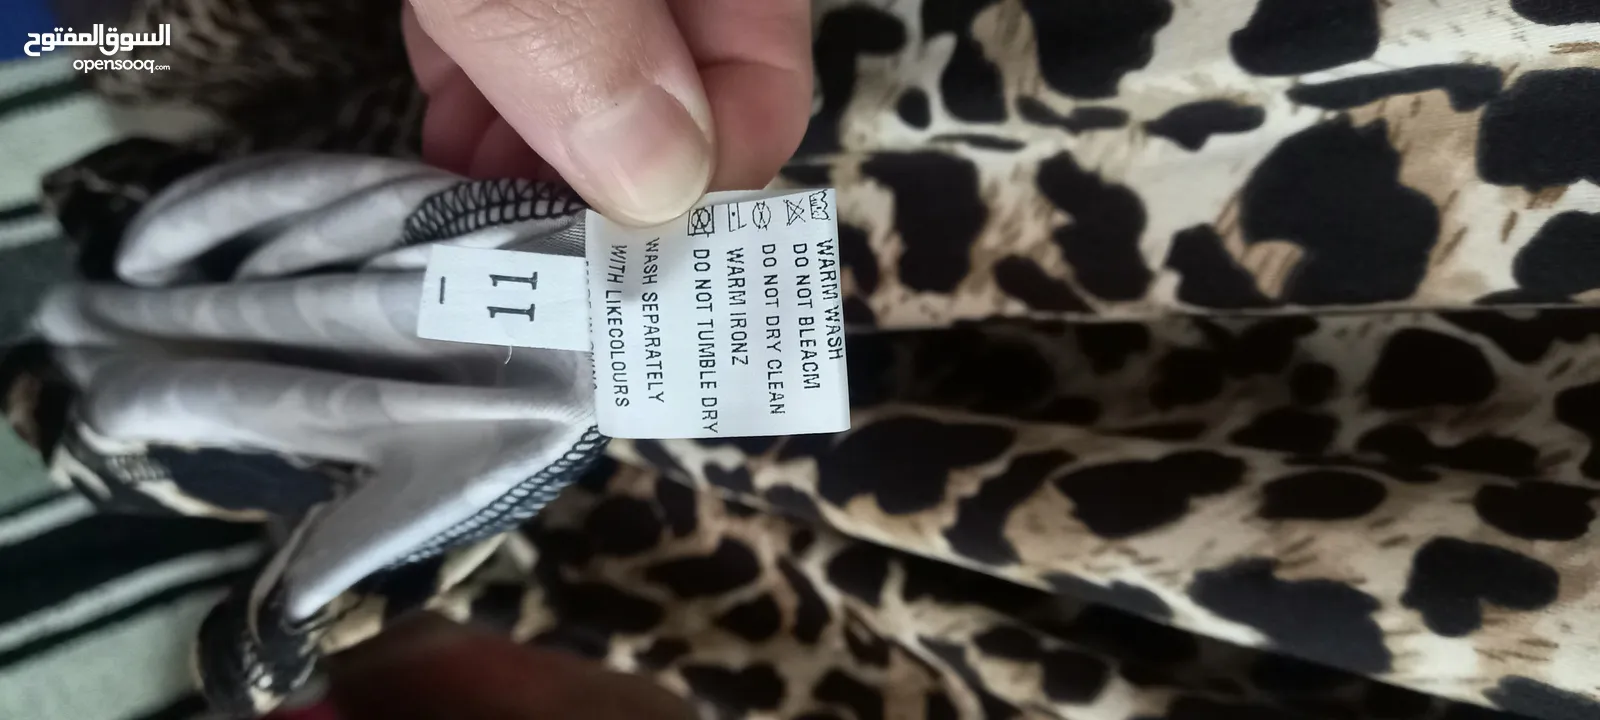 السوق المفتوح
opensooq.com
WARM WASH
DO NOT BLEACM
DO NOT DRY CLEAN
WARM IRONZ
DO NOT TUMBLE DRY
WASH SEPARATELY
WITH LIKECOLOURS
11